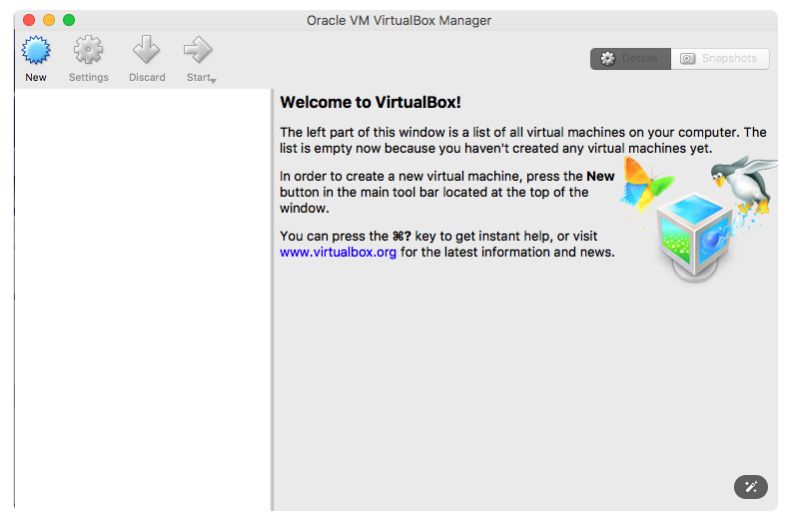 Oracle VM VirtualBox Manager
New
Settings
Discard
Start
Details
Snapshots
Welcome to VirtualBox!
The left part of this window is a list of all virtual machines on your computer. The
list is empty now because you haven't created any virtual machines yet.
In order to create a new virtual machine, press the New
button in the main tool bar located at the top of the
window.
You can press the ⌘? key to get instant help, or visit
www.virtualbox.org for the latest information and news.